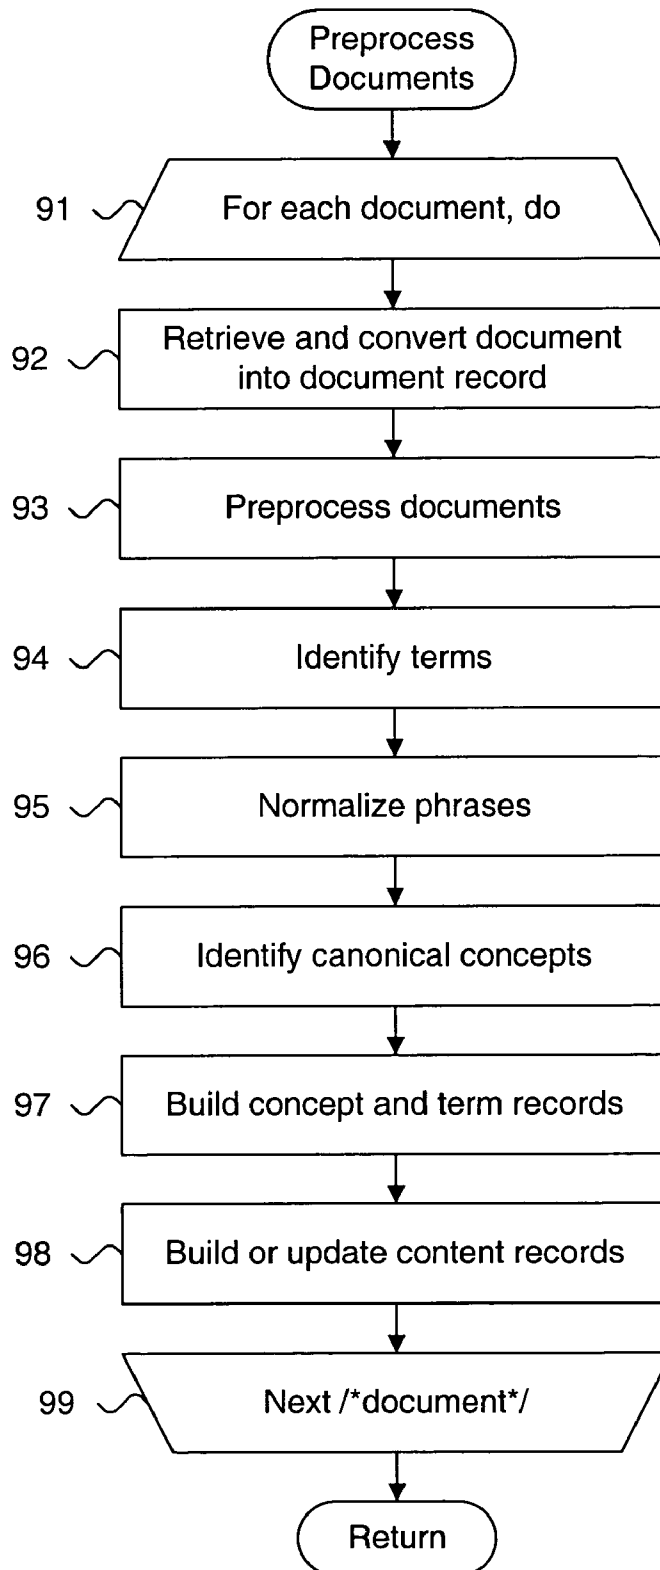 Preprocess
Documents
91
For each document, do
92
Retrieve and convert document
into document record
93
Preprocess documents
94
Identify terms
95
Normalize phrases
96
Identify canonical concepts
97
Build concept and term records
98
Build or update content records
99
Next /*document*/
Return